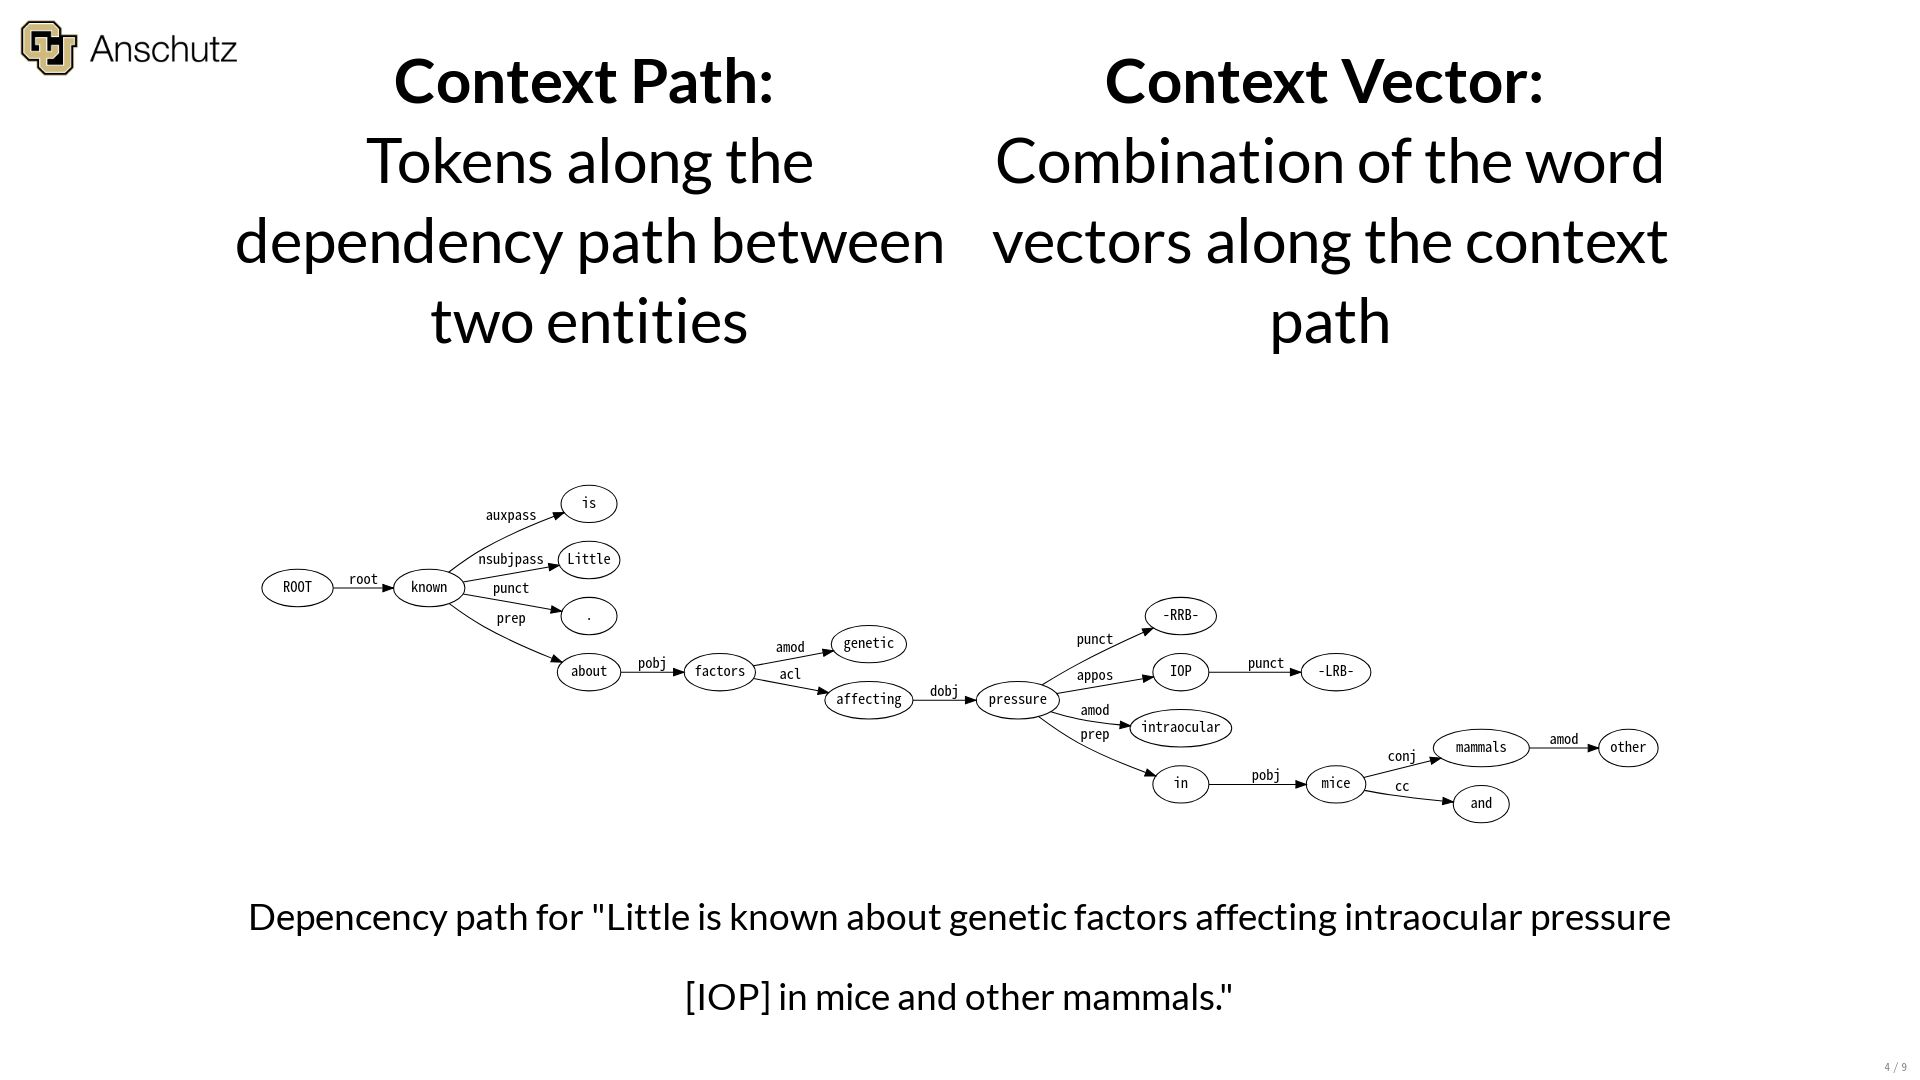 Anschutz
Context Path:
Tokens along the
dependency path between
two entities
Context Vector:
Combination of the word
vectors along the context
path
is
auxpass
nsubjpass
Little
ROOT
root
known
punct
.
prep
about
pobj
factors
amod
genetic
acl
affecting
dobj
pressure
punct
-RRB-
appos
IOP
punct
-LRB-
amod
intraocular
prep
in
pobj
mice
conj
mammals
amod
other
cc
and
Depencency path for "Little is known about genetic factors affecting intraocular pressure
[IOP] in mice and other mammals."
4 / 9